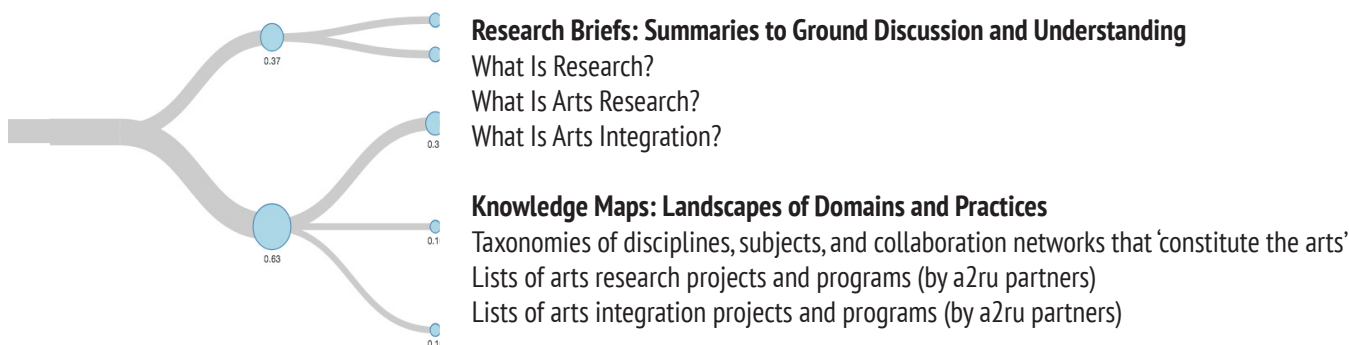 Research Briefs: Summaries to Ground Discussion and Understanding
What Is Research?
What Is Arts Research?
What Is Arts Integration?
Knowledge Maps: Landscapes of Domains and Practices
Taxonomies of disciplines, subjects, and collaboration networks that ‘constitute the arts’
Lists of arts research projects and programs (by a2ru partners)
Lists of arts integration projects and programs (by a2ru partners)
0.37
0.63